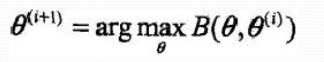 θ^{(i+1)} = arg max_θ B(θ, θ^{(i)})